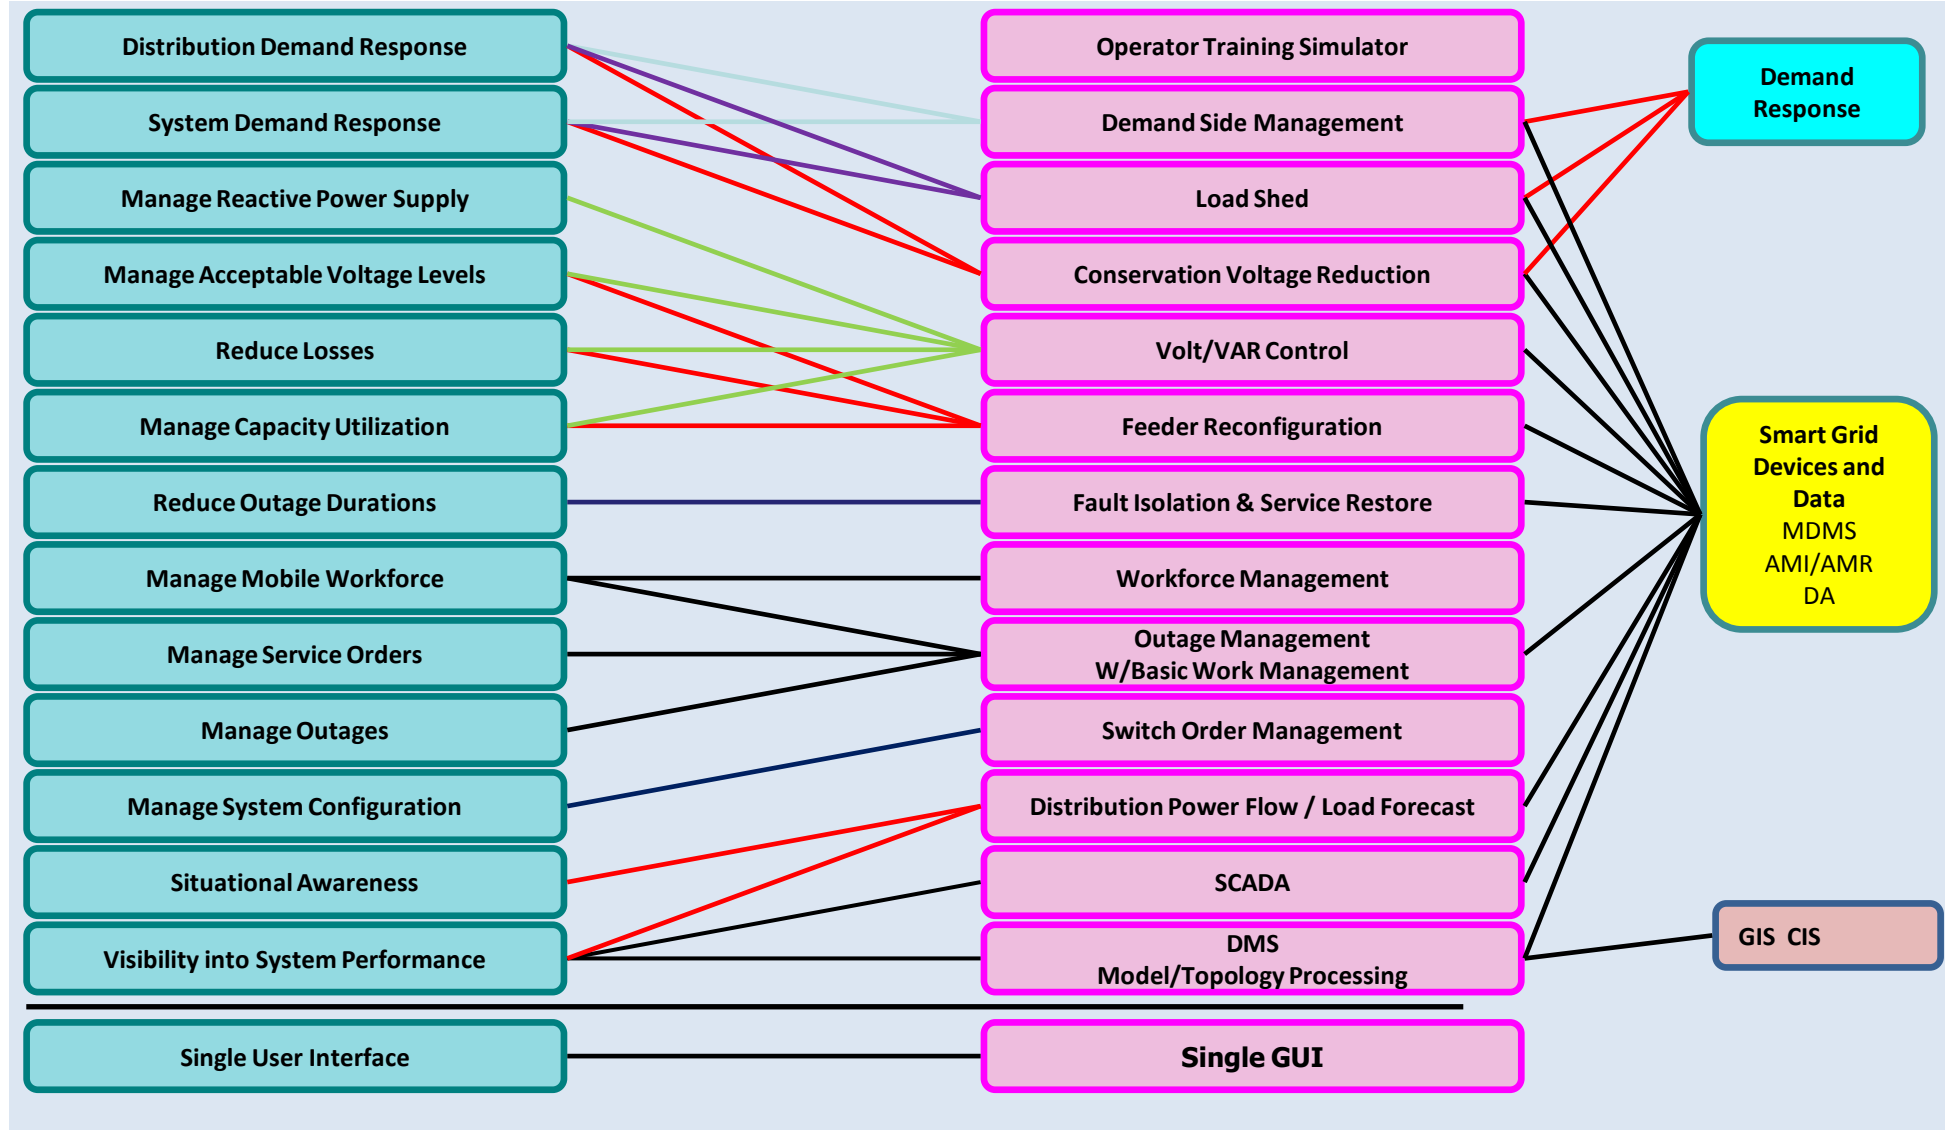 Distribution Demand Response
System Demand Response
Manage Reactive Power Supply
Manage Acceptable Voltage Levels
Reduce Losses
Manage Capacity Utilization
Reduce Outage Durations
Manage Mobile Workforce
Manage Service Orders
Manage Outages
Manage System Configuration
Situational Awareness
Visibility into System Performance
Single User Interface
Operator Training Simulator
Demand Side Management
Load Shed
Conservation Voltage Reduction
Volt/VAR Control
Feeder Reconfiguration
Fault Isolation & Service Restore
Workforce Management
Outage Management
W/Basic Work Management
Switch Order Management
Distribution Power Flow / Load Forecast
SCADA
DMS
Model/Topology Processing
Single GUI
Demand
Response
Smart Grid
Devices and
Data
MDMS
AMI/AMR
DA
GIS CIS